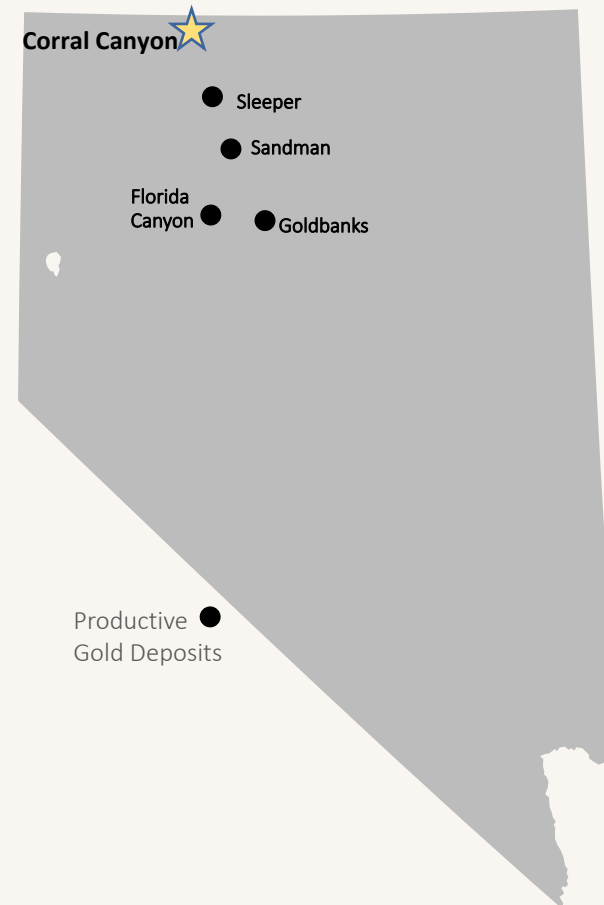 Corral Canyon
Sleeper
Sandman
Florida
Canyon
Goldbanks
Productive
Gold Deposits